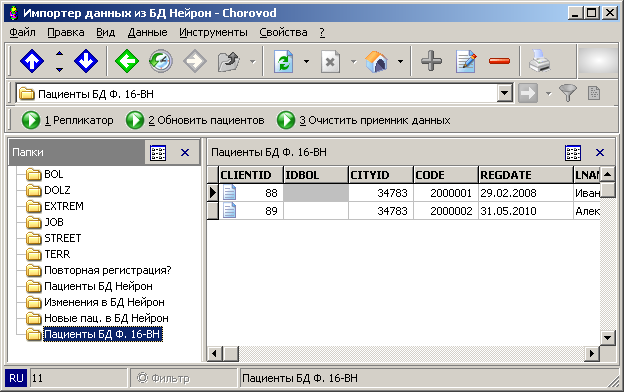 Импортер данных из БД Нейрон - Chorovod
Файл Правка Вид Данные Инструменты Свойства ?
Пациенты БД Ф. 16-ВН
1 Репликатор 2 Обновить пациентов 3 Очистить приемник данных
Папки
BOL
DOLZ
EXTREM
JOB
STREET
TERR
Повторная регистрация?
Пациенты БД Нейрон
Изменения в БД Нейрон
Новые пац. в БД Нейрон
Пациенты БД Ф. 16-ВН
Пациенты БД Ф. 16-ВН
CLIENTID IDBOL CITYID CODE REGDATE LNAM
88 34783 2000001 29.02.2008 Иван
89 34783 2000002 31.05.2010 Алек
RU 11 Фильтр Пациенты БД Ф. 16-ВН